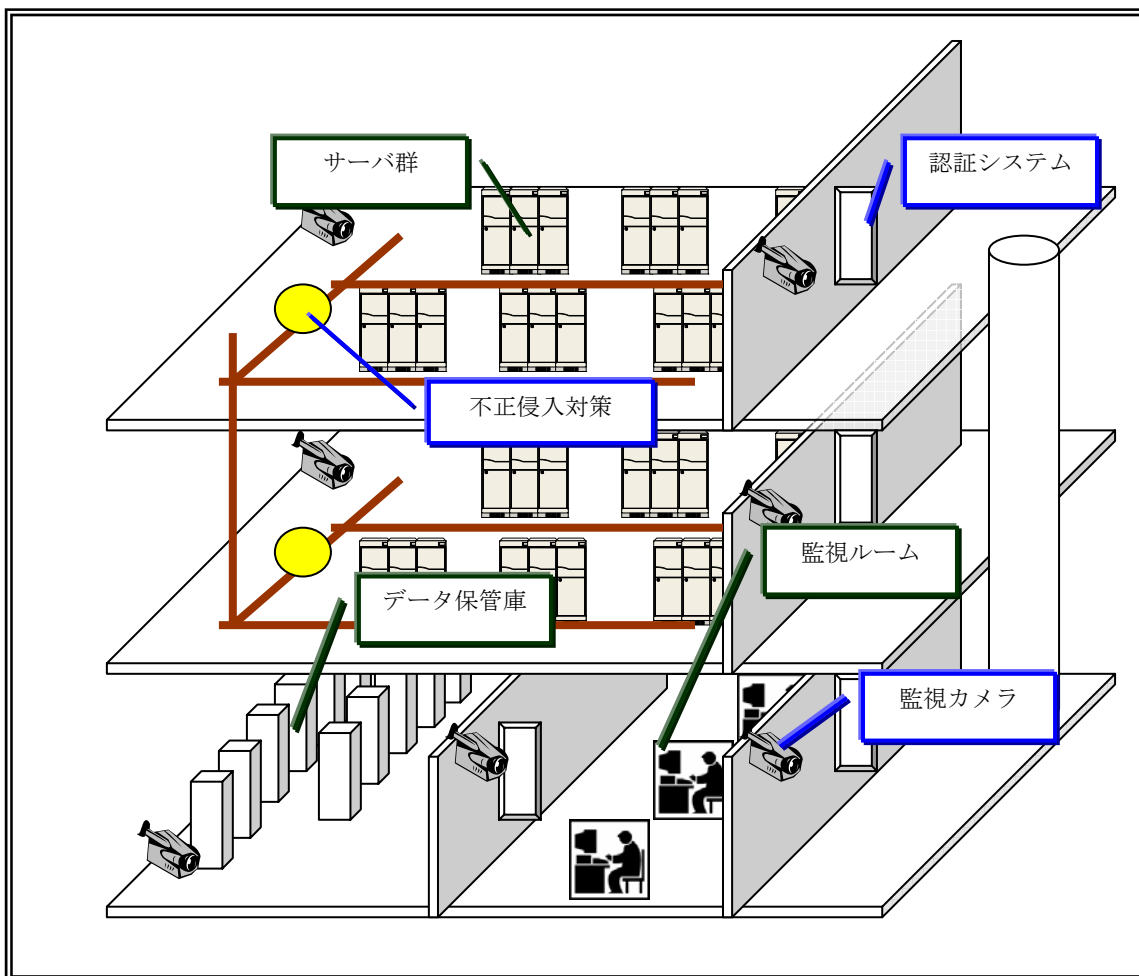 サーバ群
認証システム
不正侵入対策
監視ルーム
データ保管庫
監視カメラ